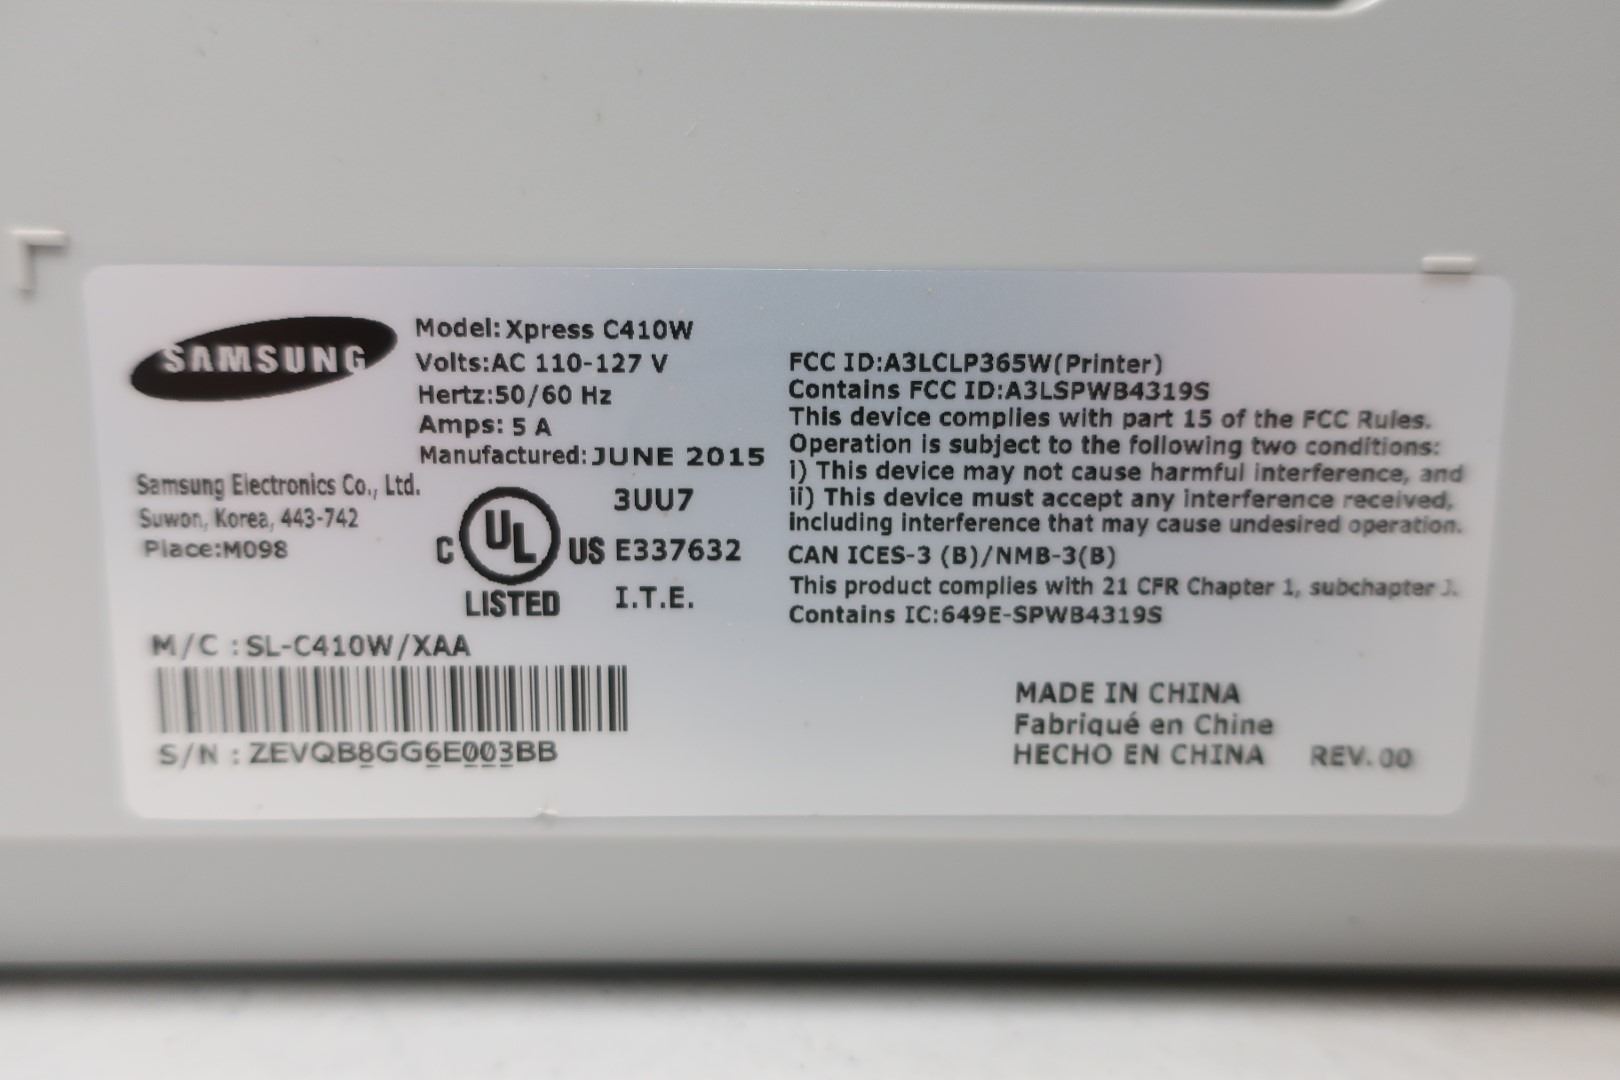 SAMSUNG
Model: Xpress C410W
Volts:AC 110-127 V
Hertz:50/60 Hz
Amps: 5 A
Manufactured: JUNE 2015
Samsung Electronics Co., Ltd.
Suwon, Korea, 443-742
Place:M098
C UL US
LISTED
3UU7
E337632
I.T.E.
M/C : SL-C410W/XAA
S/N : ZEVQB8GG6E003BB
FCC ID:A3LCLP365W(Printer)
Contains FCC ID:A3LSPWB4319S
This device complies with part 15 of the FCC Rules.
Operation is subject to the following two conditions:
i) This device may not cause harmful interference, and
ii) This device must accept any interference received,
including interference that may cause undesired operation.
CAN ICES-3 (B)/NMB-3(B)
This product complies with 21 CFR Chapter 1, subchapter J.
Contains IC:649E-SPWB4319S
MADE IN CHINA
Fabriqué en Chine
HECHO EN CHINA REV. 00